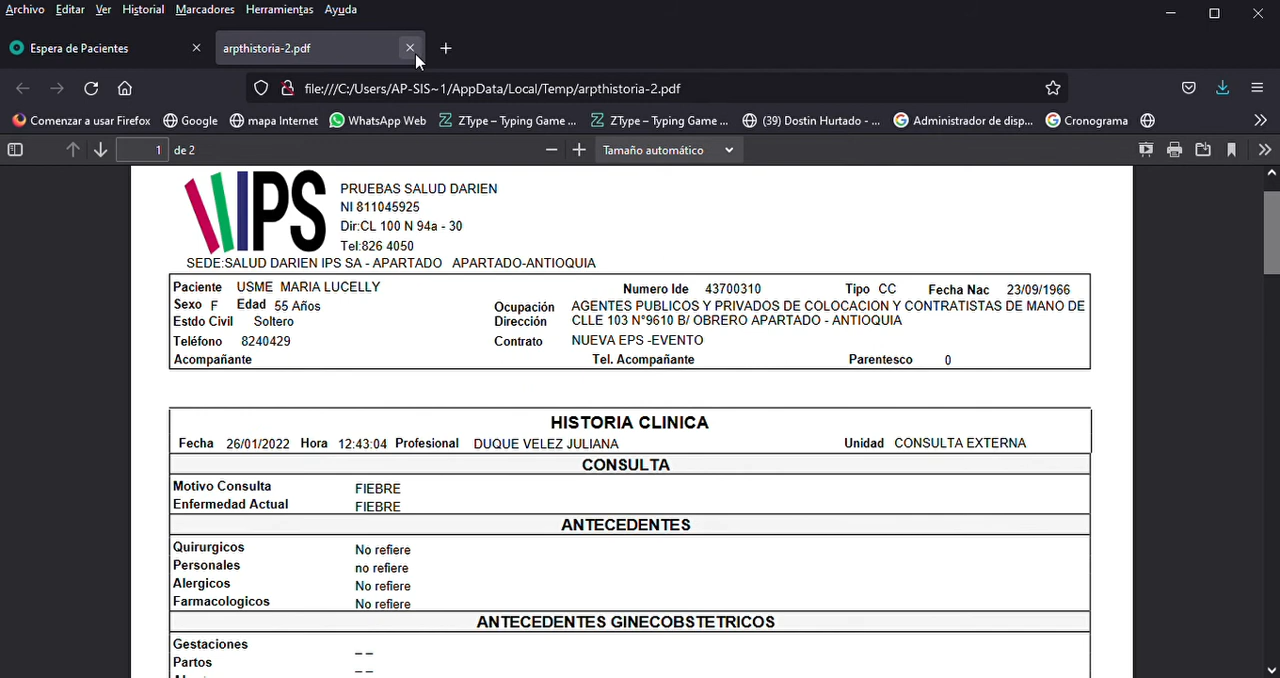 Archivo Editar Ver Historial Marcadores Herramientas Ayuda
Espera de Pacientes arpthistoria-2.pdf
file:///C:/Users/AP-SIS~1/AppData/Local/Temp/arpthistoria-2.pdf
Comenzar a usar Firefox Google mapa Internet WhatsApp Web ZType – Typing Game ... ZType – Typing Game ... (39) Dostin Hurtado - ... Administrador de disp... Cronograma
1 de 2 Tamaño automático
IPS
PRUEBAS SALUD DARIEN
NI 811045925
Dir:CL 100 N 94a - 30
Tel:826 4050
SEDE:SALUD DARIEN IPS SA - APARTADO APARTADO-ANTIOQUIA
Paciente USME MARIA LUCELLY Numero Ide 43700310 Tipo CC Fecha Nac 23/09/1966
Sexo F Edad 55 Años Ocupación AGENTES PUBLICOS Y PRIVADOS DE COLOCACION Y CONTRATISTAS DE MANO DE
Estdo Civil Soltero Dirección CLLE 103 N°9610 B/ OBRERO APARTADO - ANTIOQUIA
Teléfono 8240429 Contrato NUEVA EPS -EVENTO
Acompañante Tel. Acompañante Parentesco 0
HISTORIA CLINICA
Fecha 26/01/2022 Hora 12:43:04 Profesional DUQUE VELEZ JULIANA Unidad CONSULTA EXTERNA
CONSULTA
Motivo Consulta FIEBRE
Enfermedad Actual FIEBRE
ANTECEDENTES
Quirurgicos No refiere
Personales no refiere
Alergicos No refiere
Farmacologicos No refiere
ANTECEDENTES GINECOBSTETRICOS
Gestaciones _ _
Partos _ _